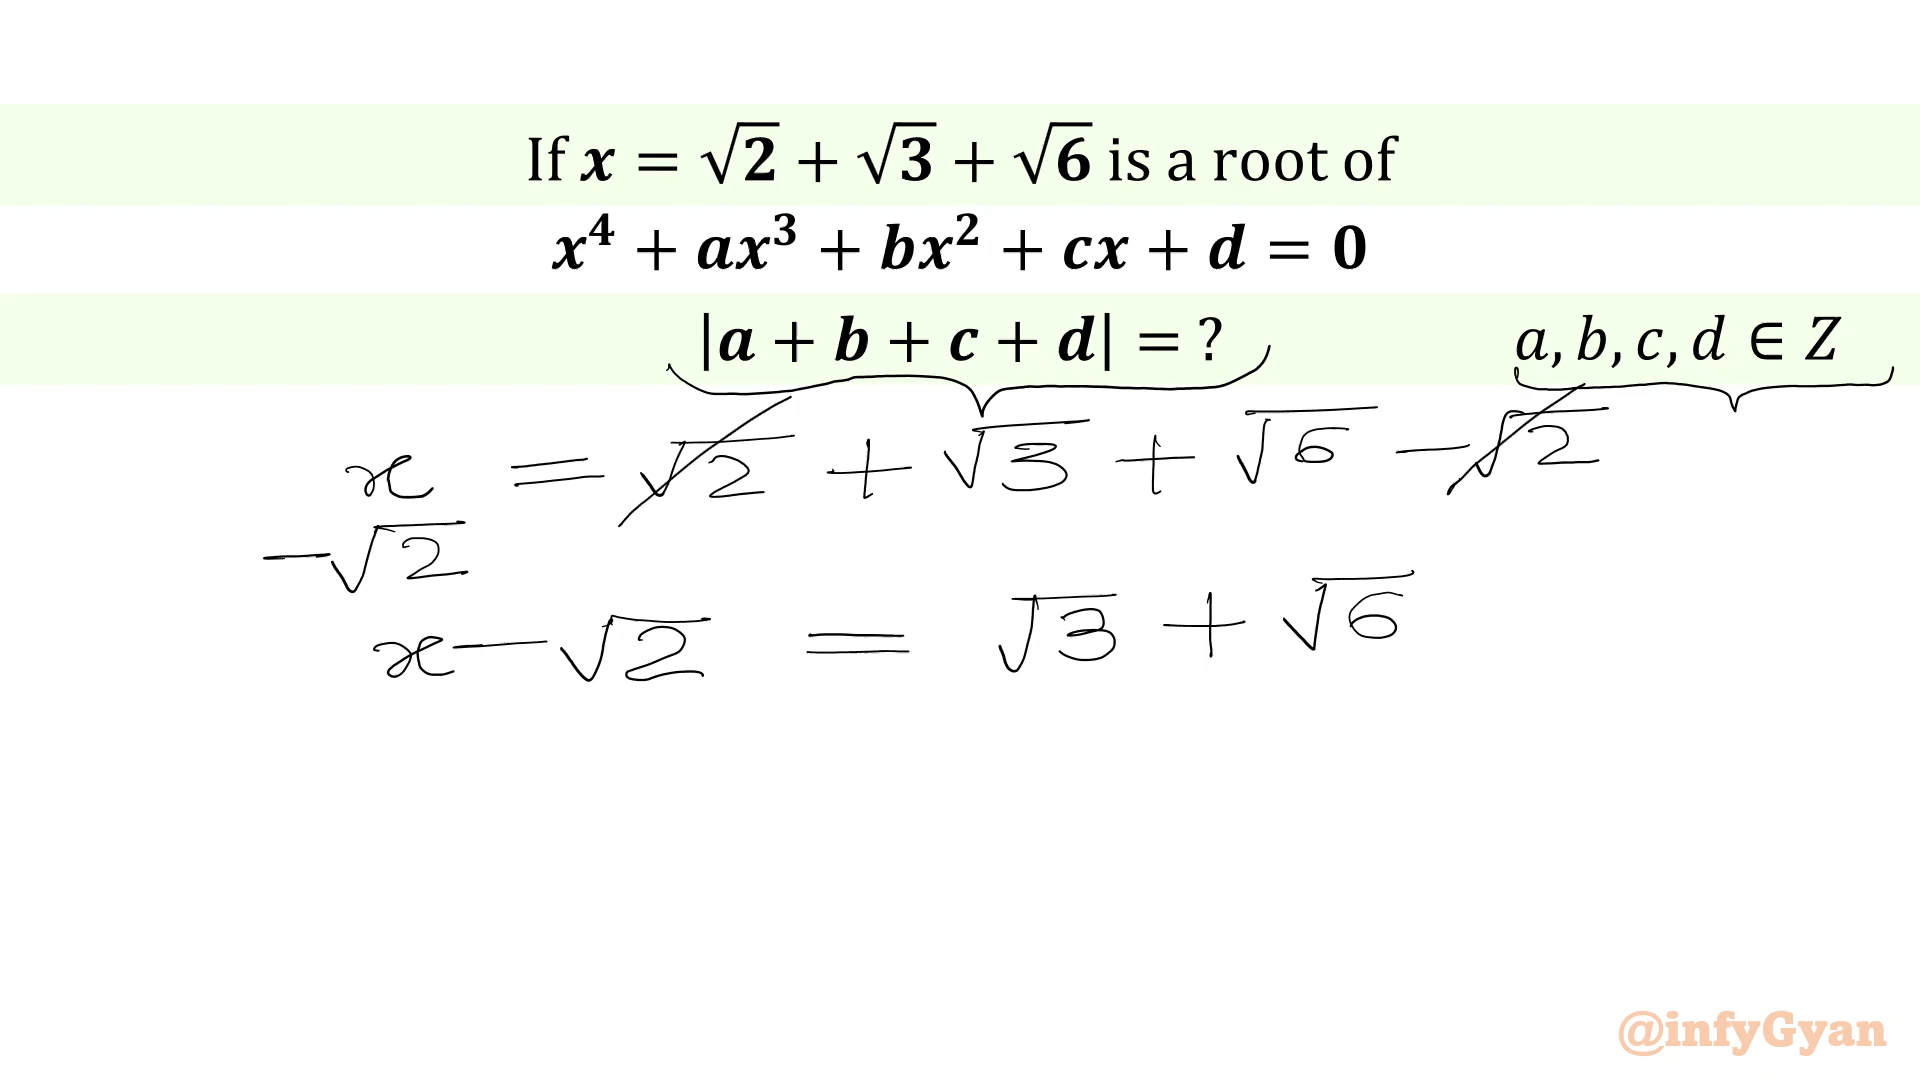 If x = √2 + √3 + √6 is a root of
x⁴ + ax³ + bx² + cx + d = 0
|a + b + c + d| = ? a, b, c, d ∈ Z
x = √2 + √3 + √6 − √2
−√2
x − √2 = √3 + √6
@infyGyan